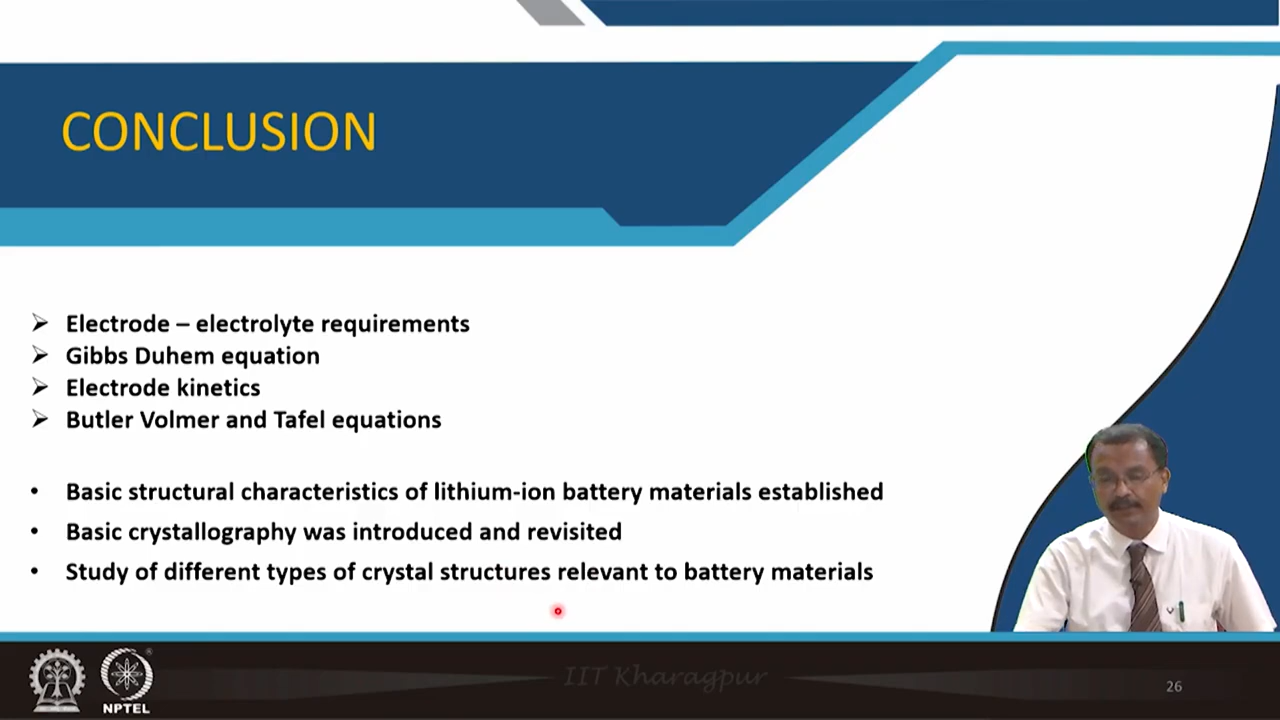 CONCLUSION
Electrode – electrolyte requirements
Gibbs Duhem equation
Electrode kinetics
Butler Volmer and Tafel equations
Basic structural characteristics of lithium-ion battery materials established
Basic crystallography was introduced and revisited
Study of different types of crystal structures relevant to battery materials
IIT Kharagpur
26
NPTEL